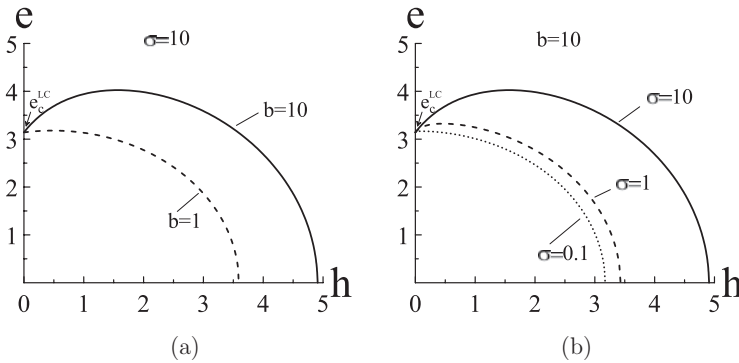 e
σ=10
5
4
3
2
1
e_c^LC
b=10
b=1
0 1 2 3 4 5 h
(a)
e
b=10
5
4
3
2
1
e_c^LC
σ=10
σ=1
σ=0.1
0 1 2 3 4 5 h
(b)